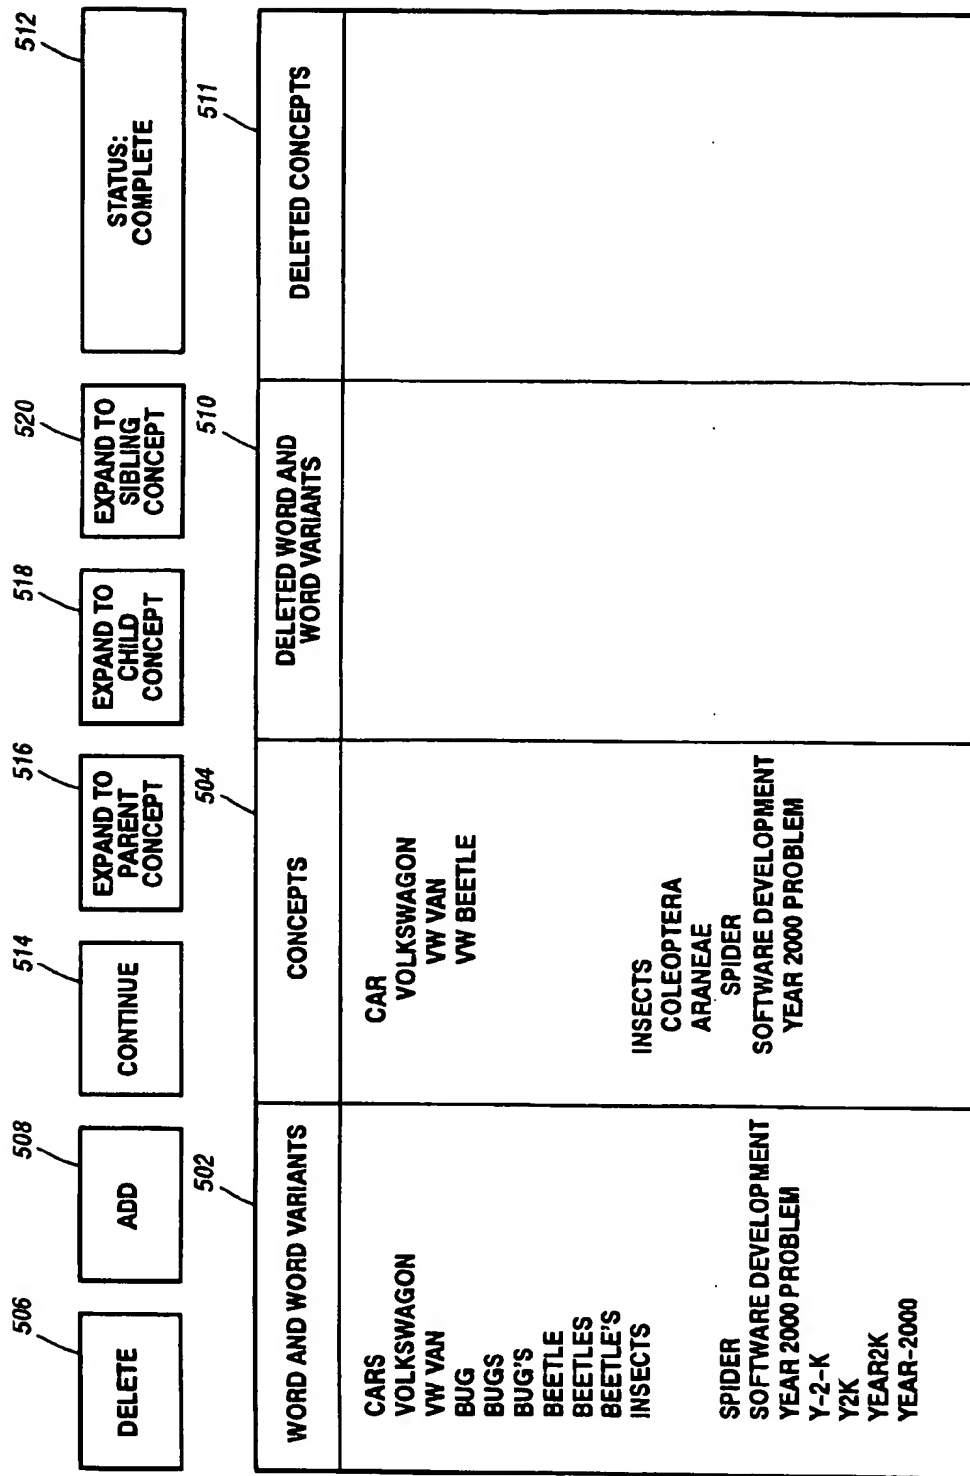 506
508
514
516
518
520
512
DELETE
ADD
CONTINUE
EXPAND TO
PARENT
CONCEPT
EXPAND TO
CHILD
CONCEPT
EXPAND TO
SIBLING
CONCEPT
STATUS:
COMPLETE
502
504
510
511
WORD AND WORD VARIANTS
CONCEPTS
DELETED WORD AND
WORD VARIANTS
DELETED CONCEPTS
CARS
VOLKSWAGON
VW VAN
BUG
BUGS
BUG'S
BEETLE
BEETLES
BEETLE'S
INSECTS
SPIDER
SOFTWARE DEVELOPMENT
YEAR 2000 PROBLEM
Y-2-K
Y2K
YEAR2K
YEAR-2000
CAR
VOLKSWAGON
VW VAN
VW BEETLE
INSECTS
COLEOPTERA
ARANEAE
SPIDER
SOFTWARE DEVELOPMENT
YEAR 2000 PROBLEM